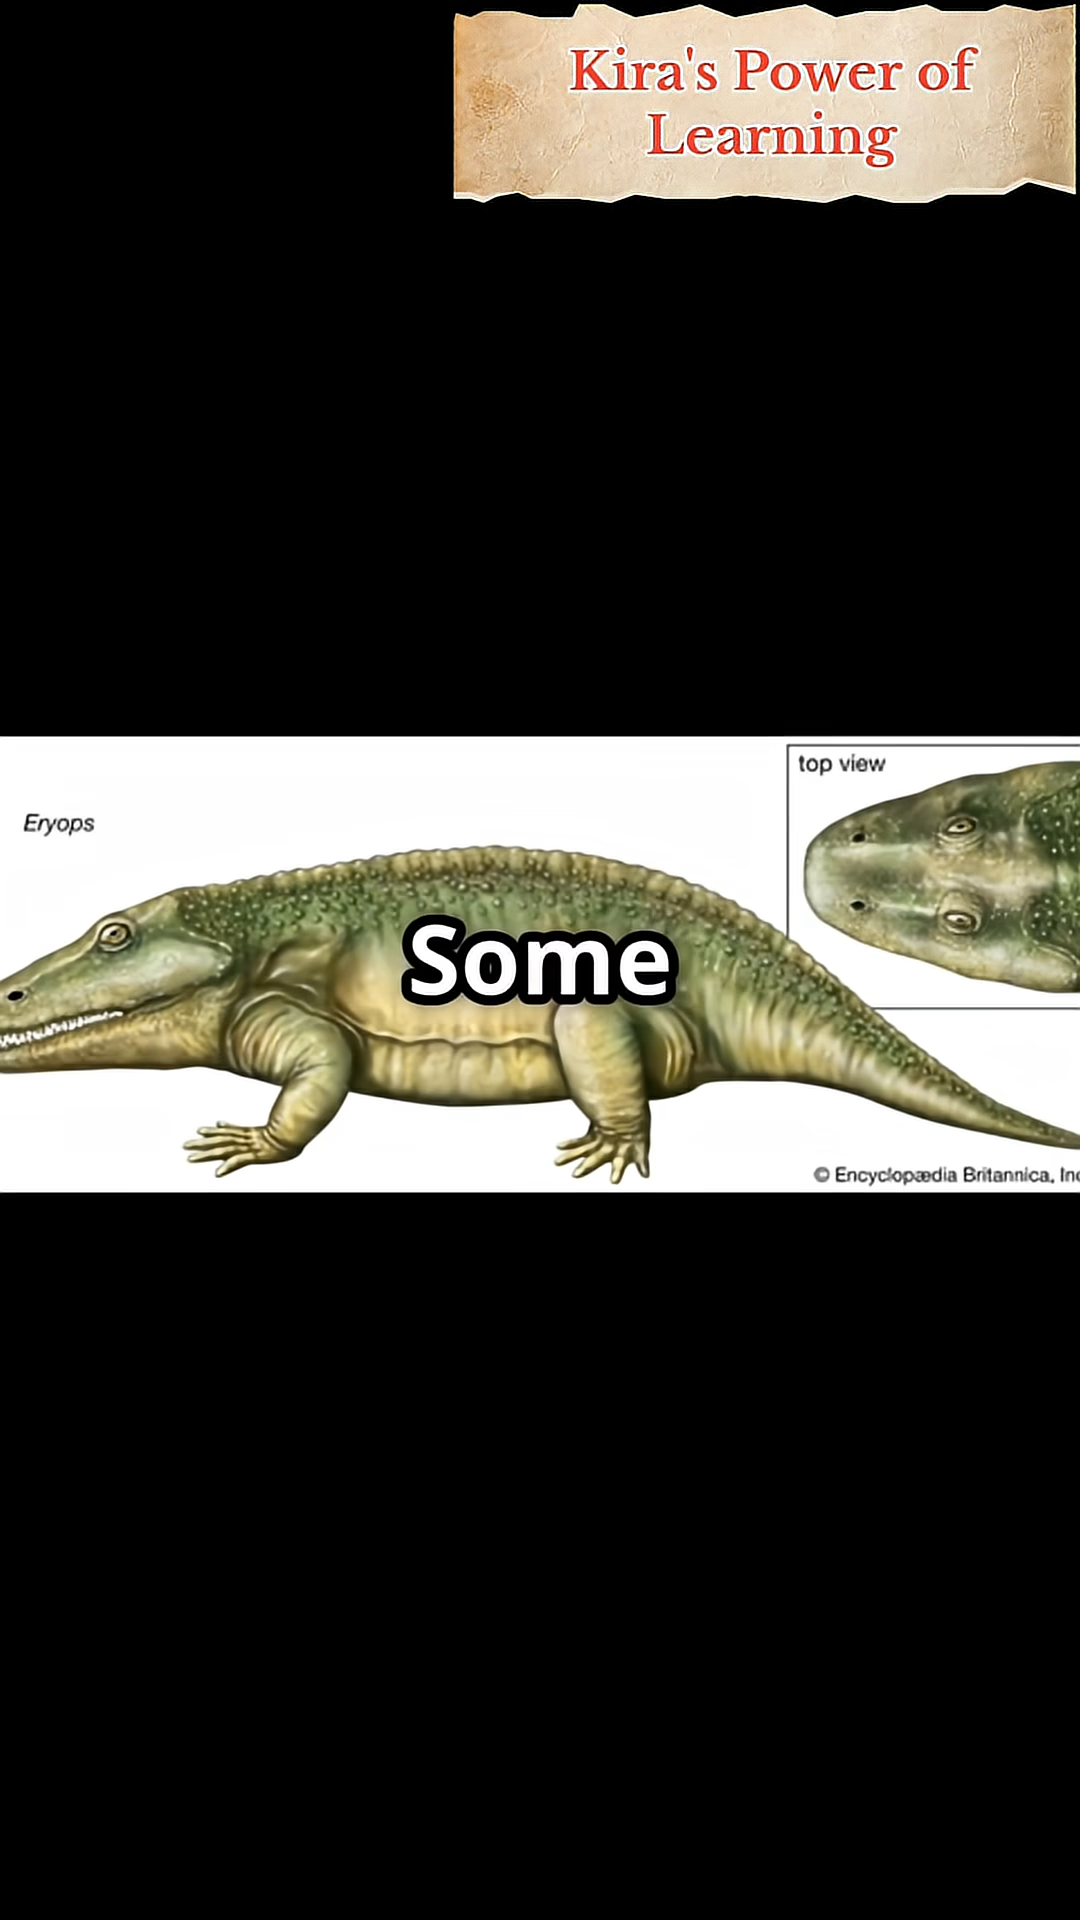 Kira's Power of
Learning
top view
Eryops
Some
© Encyclopædia Britannica, Inc